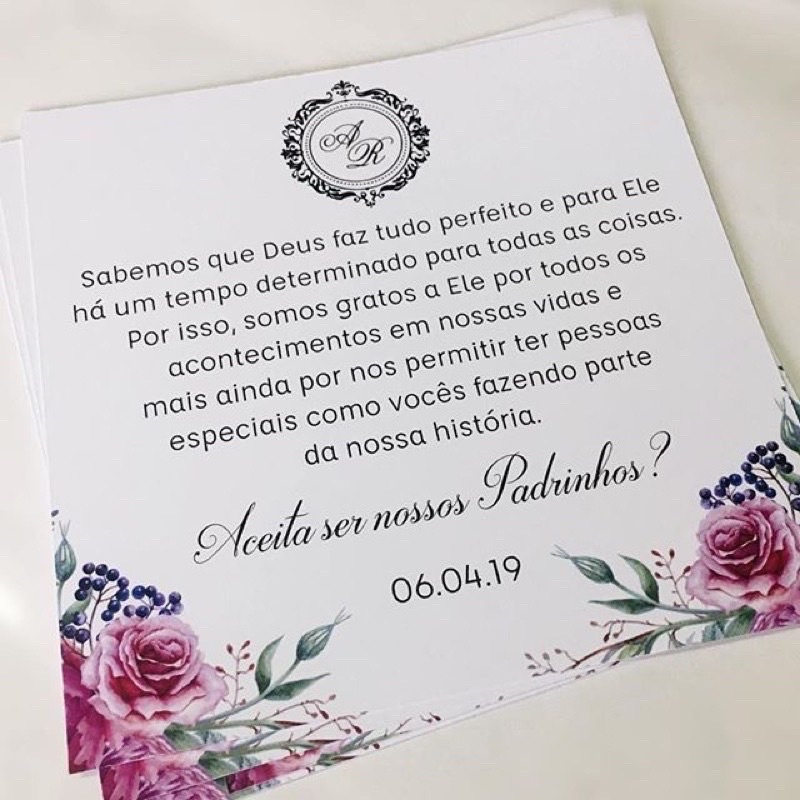 AR
Sabemos que Deus faz tudo perfeito e para Ele
há um tempo determinado para todas as coisas.
Por isso, somos gratos a Ele por todos os
acontecimentos em nossas vidas e
mais ainda por nos permitir ter pessoas
especiais como vocês fazendo parte
da nossa história.
Aceita ser nossos Padrinhos?
06.04.19